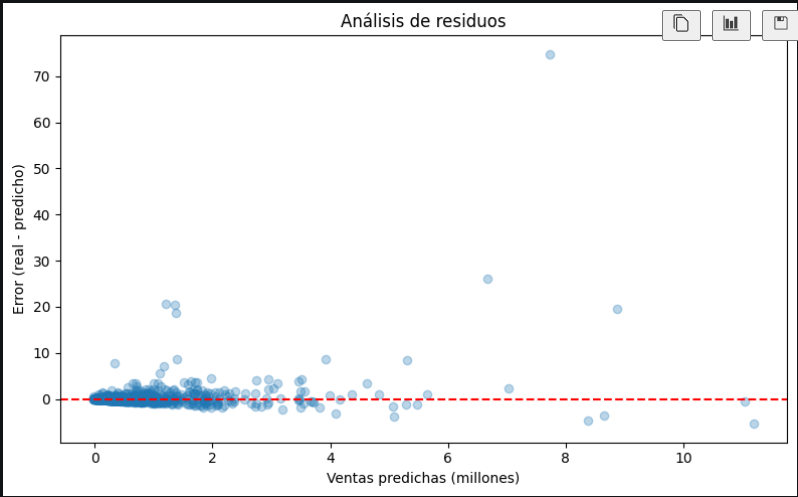 Análisis de residuos
Error (real - predicho)
70
60
50
40
30
20
10
0
0 2 4 6 8 10
Ventas predichas (millones)